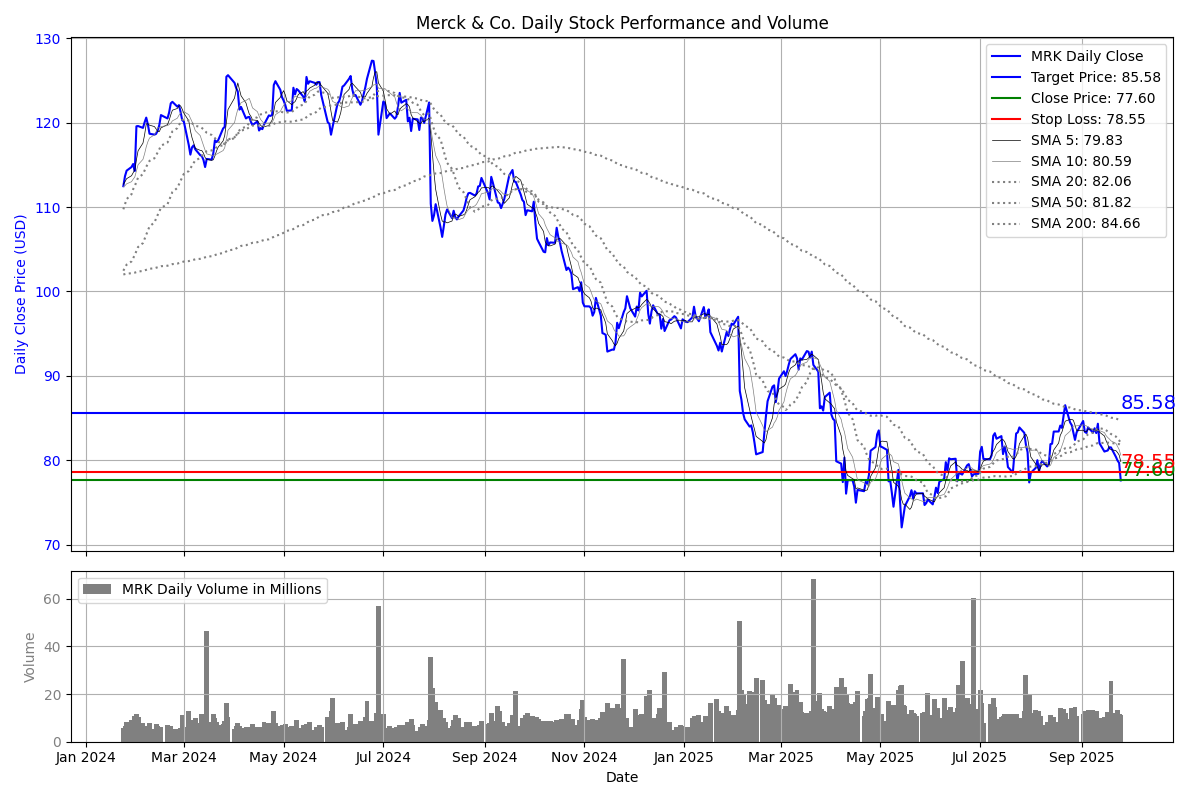 Merck & Co. Daily Stock Performance and Volume
Daily Close Price (USD)
130
120
110
100
90
80
70
MRK Daily Close
Target Price: 85.58
Close Price: 77.60
Stop Loss: 78.55
SMA 5: 79.83
SMA 10: 80.59
SMA 20: 82.06
SMA 50: 81.82
SMA 200: 84.66
85.58
78.55
77.60
MRK Daily Volume in Millions
Volume
60
40
20
0
Jan 2024 Mar 2024 May 2024 Jul 2024 Sep 2024 Nov 2024 Jan 2025 Mar 2025 May 2025 Jul 2025 Sep 2025
Date